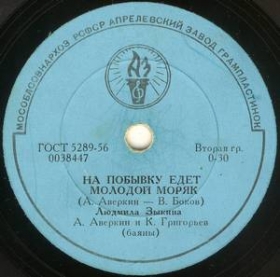 МОСОБЛСОВНАРХОЗ РСФСР АПРЕЛЕВСКИЙ ЗАВОД ГРАМПЛАСТИНОК
АЗ
ГОСТ 5289-56
0038447
Вторая гр.
0-30
НА ПОБЫВКУ ЕДЕТ
МОЛОДОЙ МОРЯК
(А. Аверкин — В. Боков)
Людмила Зыкина
А. Аверкин и К. Григорьев
(баяны)